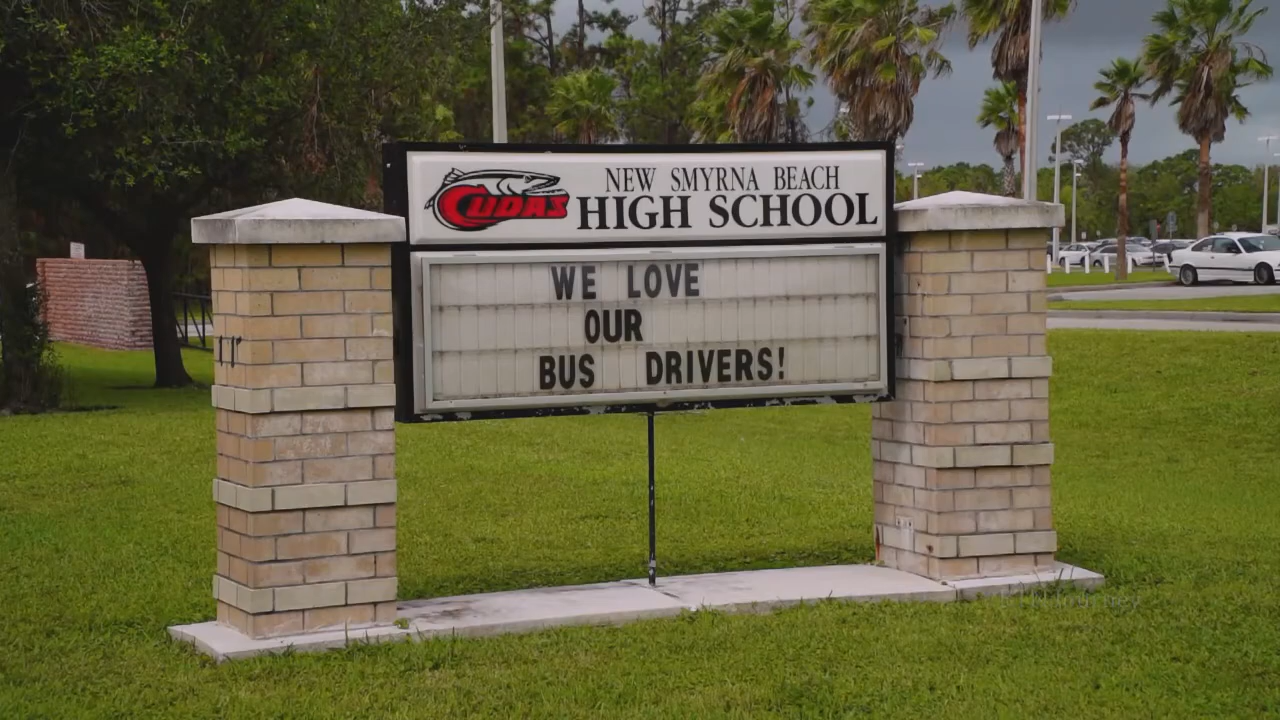 CUDAS
NEW SMYRNA BEACH
HIGH SCHOOL
WE LOVE
OUR
BUS DRIVERS!